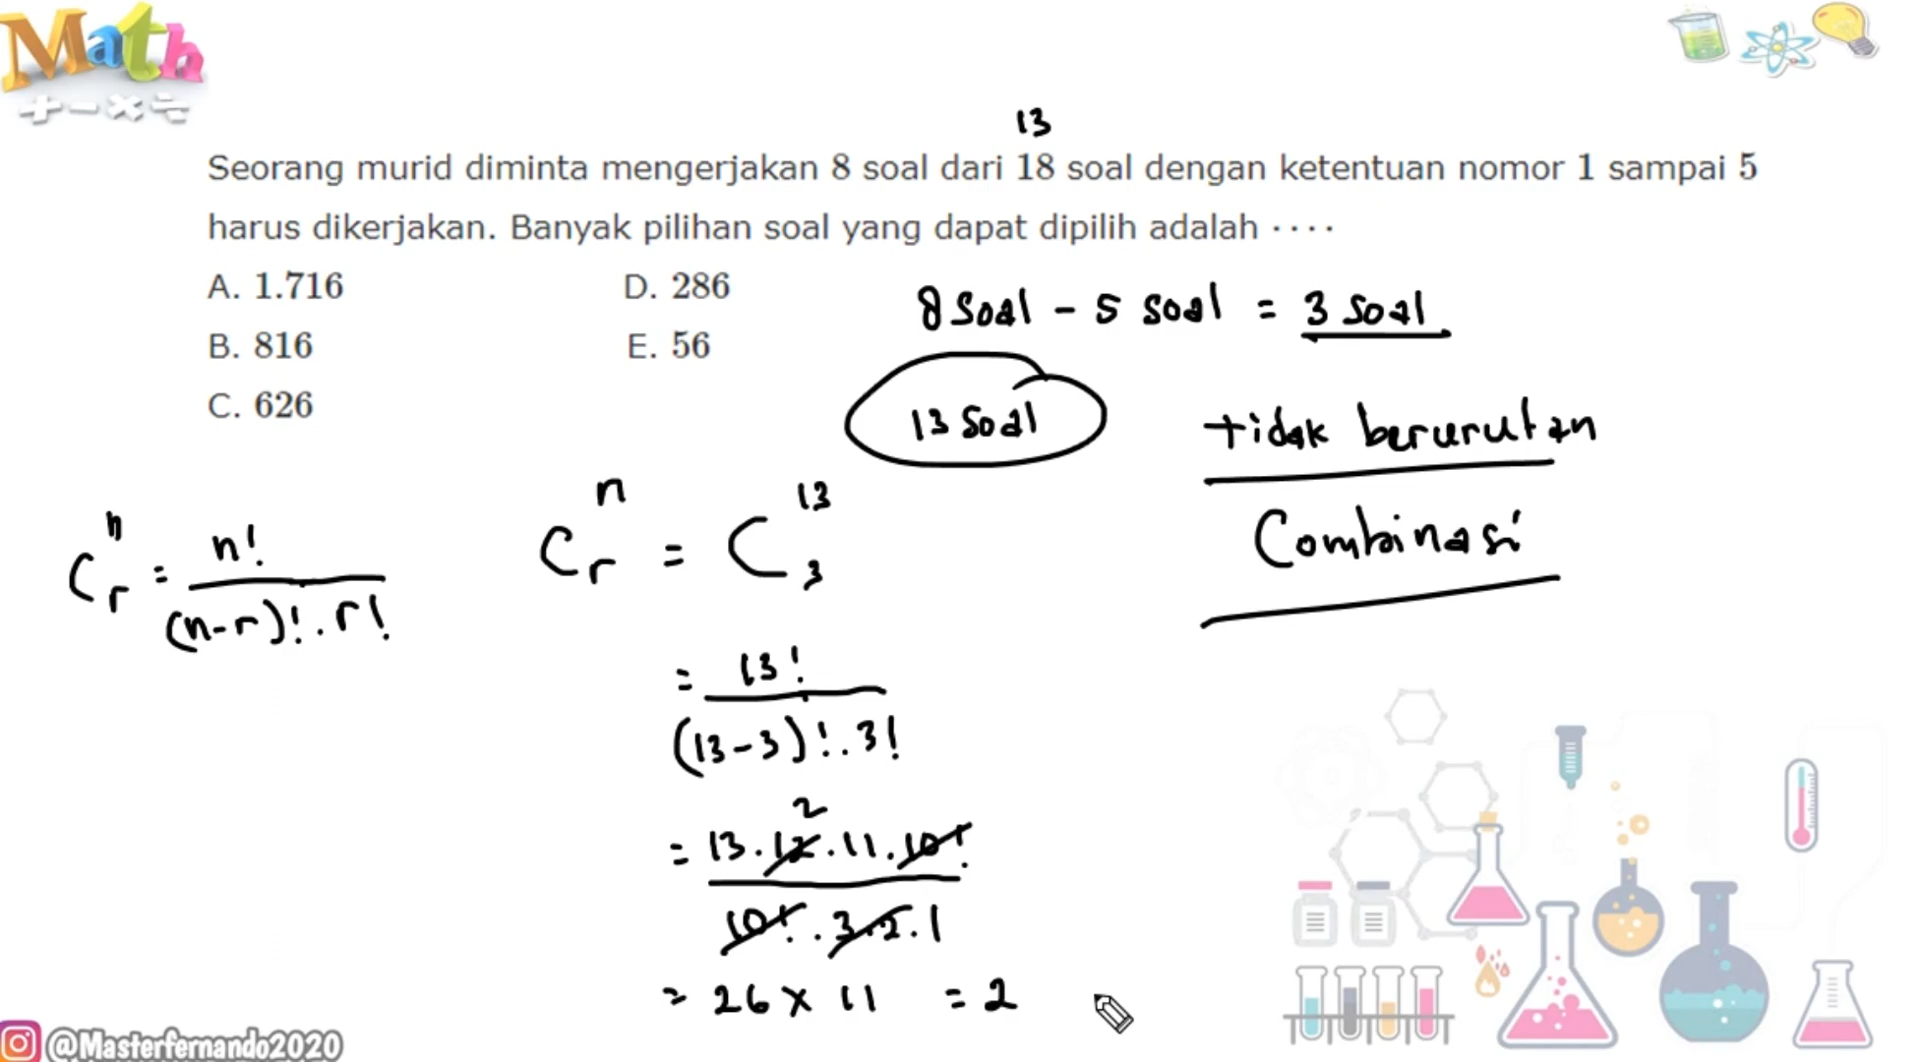 Math
+ − × ÷
13
Seorang murid diminta mengerjakan 8 soal dari 18 soal dengan ketentuan nomor 1 sampai 5
harus dikerjakan. Banyak pilihan soal yang dapat dipilih adalah ····
A. 1.716
D. 286
B. 816
E. 56
C. 626
8 soal - 5 soal = 3 soal
13 soal
tidak berurutan
Combinasi
C r n = n! / (n-r)! . r!
C r n = C 3 13
= 13! / (13-3)! . 3!
2
= 13 . 12 . 11 . 10! / 10! . 3.2.1
= 26 x 11 = 2
@Masterfernando2020